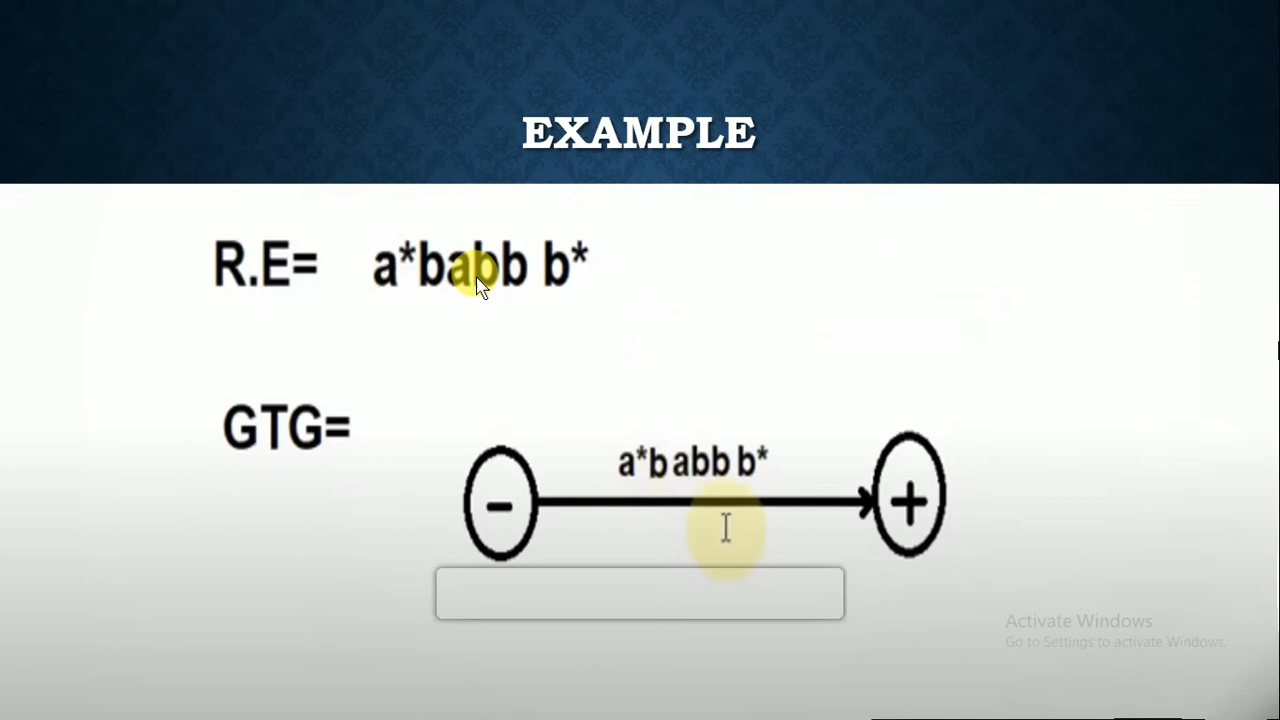 EXAMPLE
R.E= a*babb b*
GTG=
a*b abb b*
-
+
Activate Windows
Go to Settings to activate Windows.